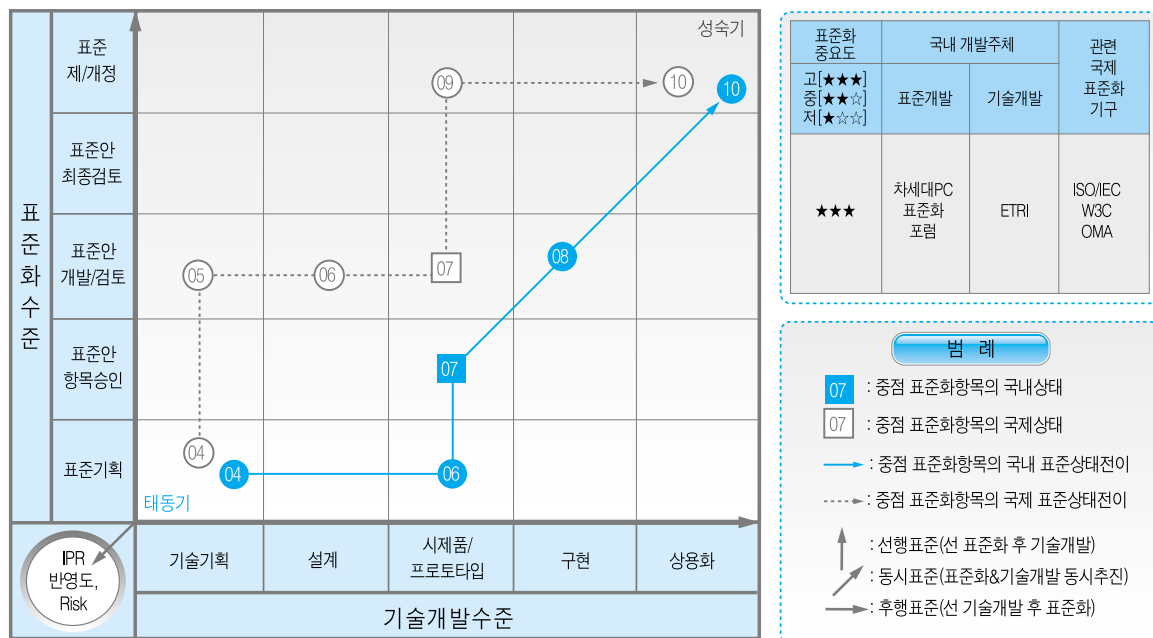 표준화수준
표준
제/개정
표준안
최종검토
표준안
개발/검토
표준안
항목승인
표준기획
성숙기
09
10
10
05
06
07
08
07
04
04
06
태동기
IPR
반영도,
Risk
기술기획
설계
시제품/
프로토타입
구현
상용화
기술개발수준
표준화
중요도
국내 개발주체
관련
국제
표준화
기구
고[★★★]
중[★★☆]
저[★☆☆]
표준개발
기술개발
★★★
차세대PC
표준화
포럼
ETRI
ISO/IEC
W3C
OMA
범 례
07 : 중점 표준화항목의 국내상태
07 : 중점 표준화항목의 국제상태
: 중점 표준화항목의 국내 표준상태전이
: 중점 표준화항목의 국제 표준상태전이
: 선행표준(선 표준화 후 기술개발)
: 동시표준(표준화&기술개발 동시추진)
: 후행표준(선 기술개발 후 표준화)